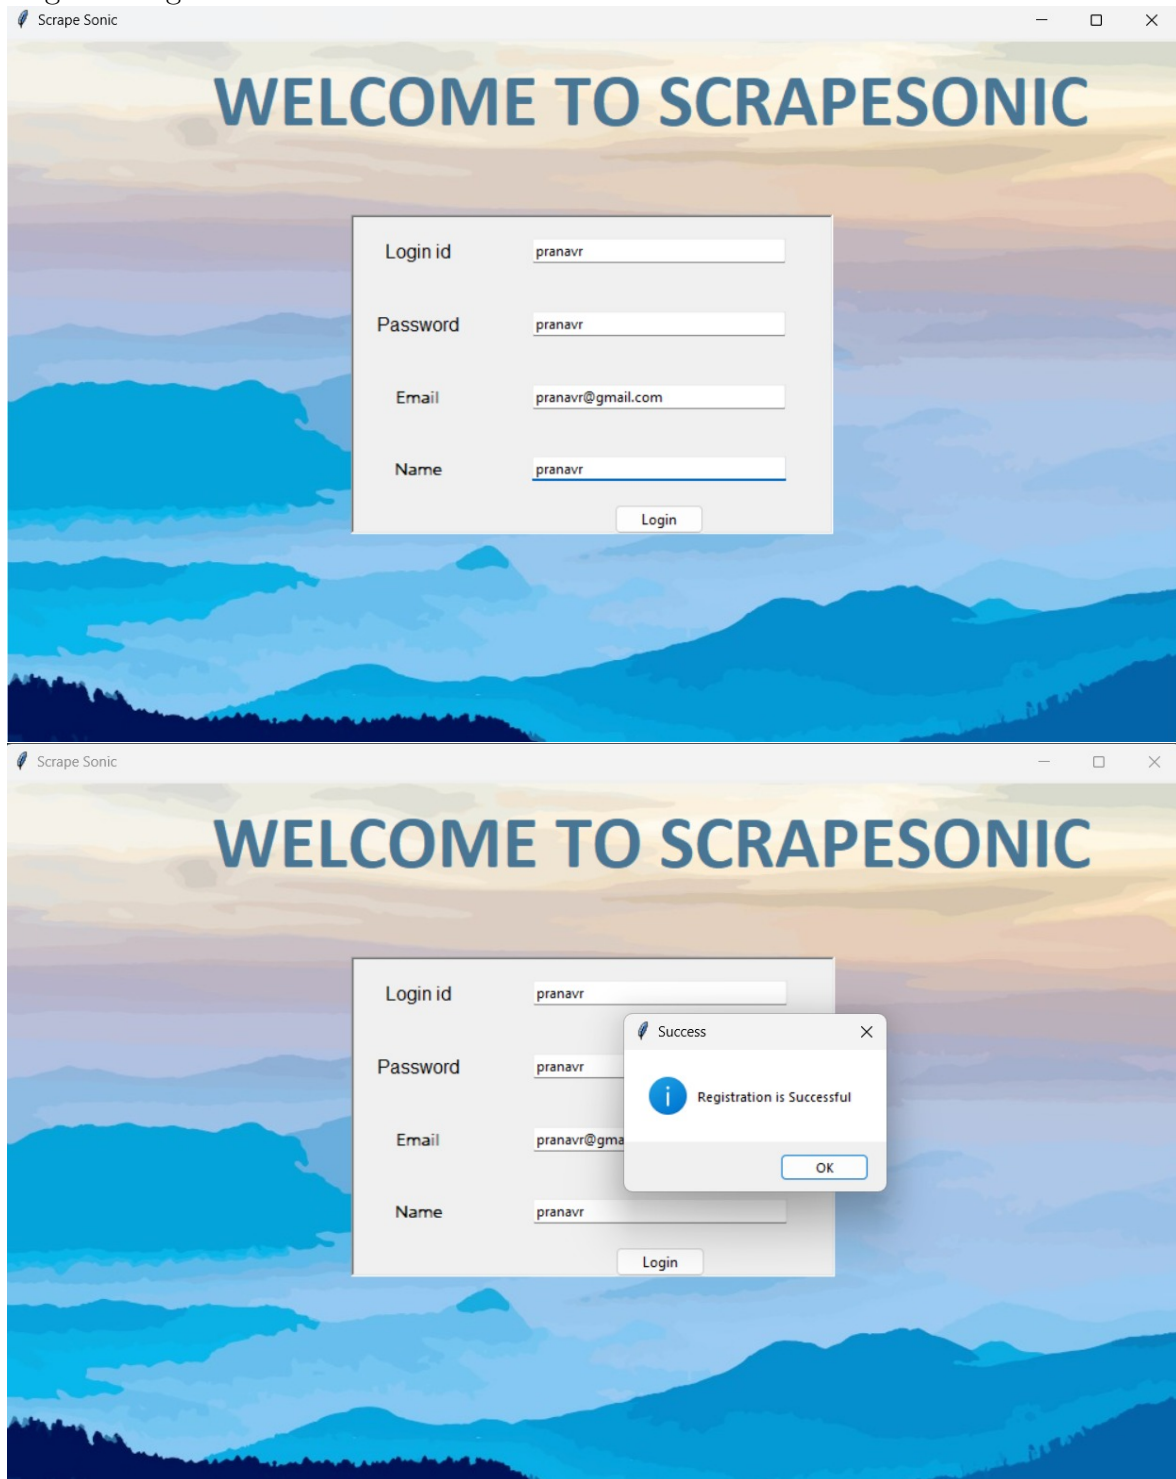 Scrape Sonic
WELCOME TO SCRAPESONIC
Login id pranavr
Password pranavr
Email pranavr@gmail.com
Name pranavr
Login
Scrape Sonic
WELCOME TO SCRAPESONIC
Login id pranavr
Success
Password pranavr
Registration is Successful
Email pranavr@gma
OK
Name pranavr
Login